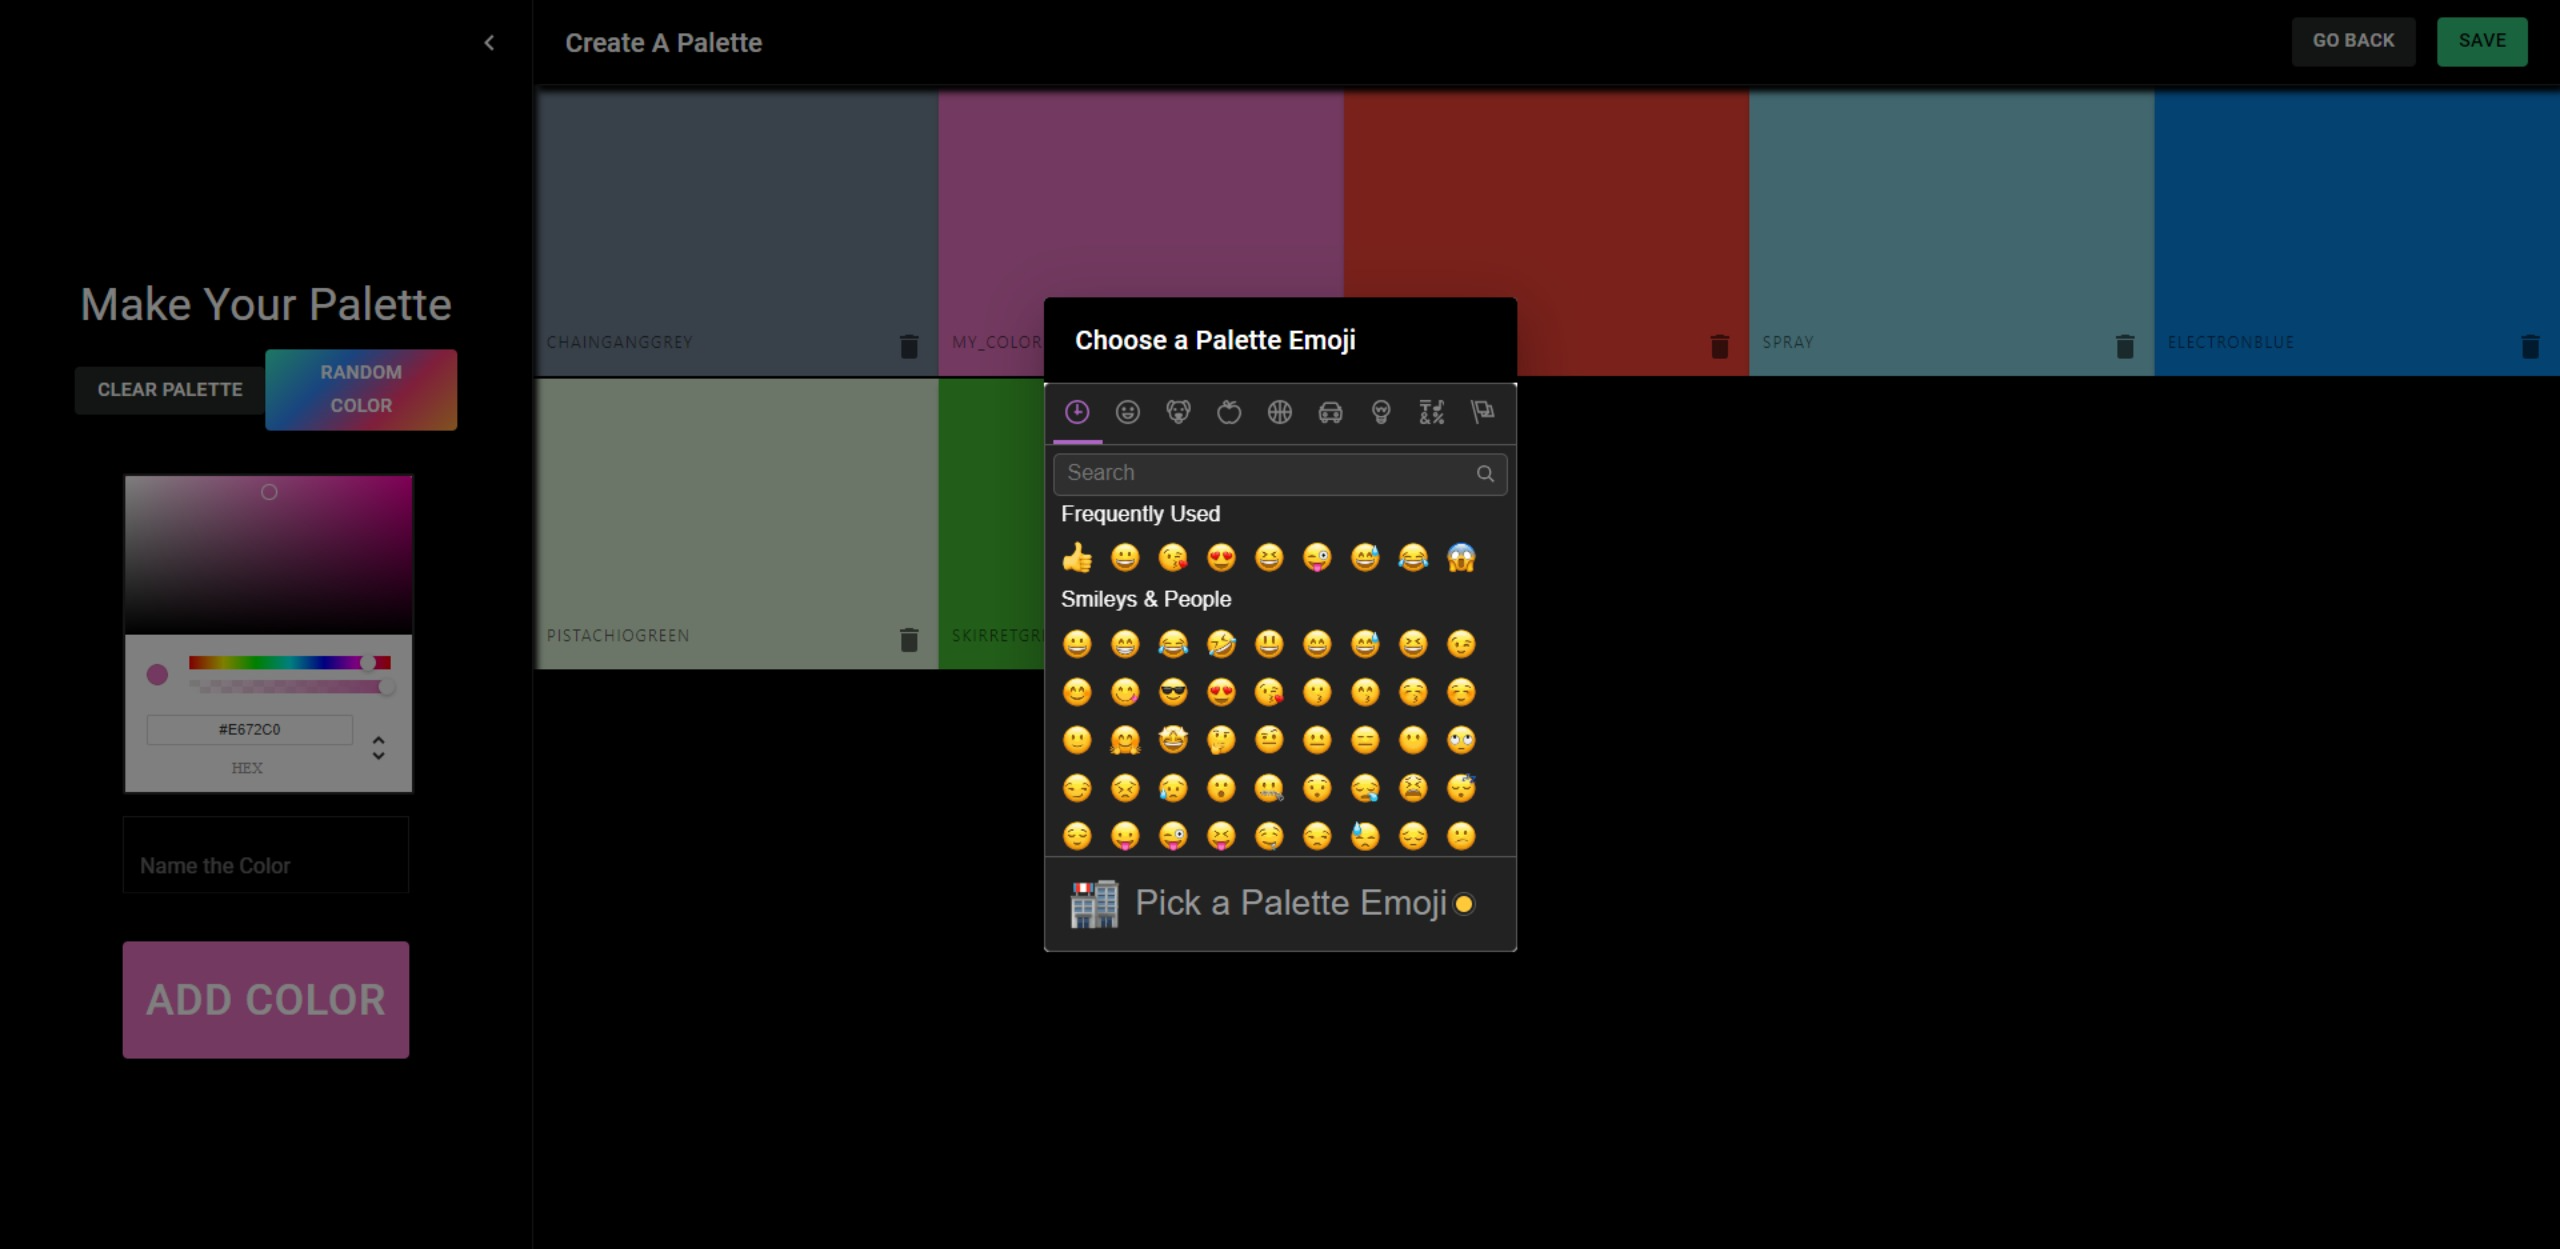 Create A Palette
GO BACK
SAVE
Make Your Palette
CLEAR PALETTE
RANDOM
COLOR
#E672C0
HEX
Name the Color
ADD COLOR
CHAINGANGGREY
MY_COLOR
SPRAY
ELECTRONBLUE
PISTACHIOGREEN
Choose a Palette Emoji
Search
Frequently Used
Smileys & People
Pick a Palette Emoji